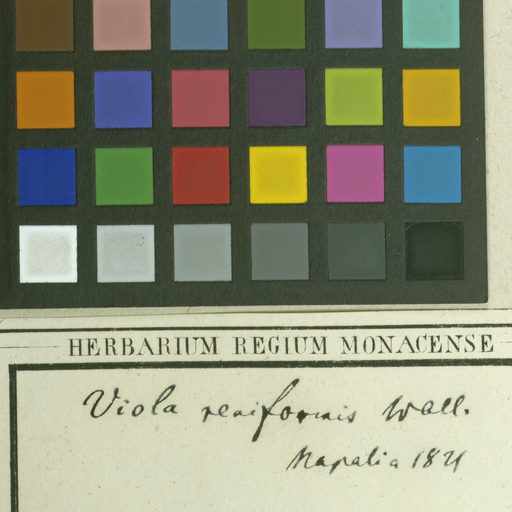 HERBARIUM REGIUM MONACENSE
Viola reniformis Wall.
Napalia 1821